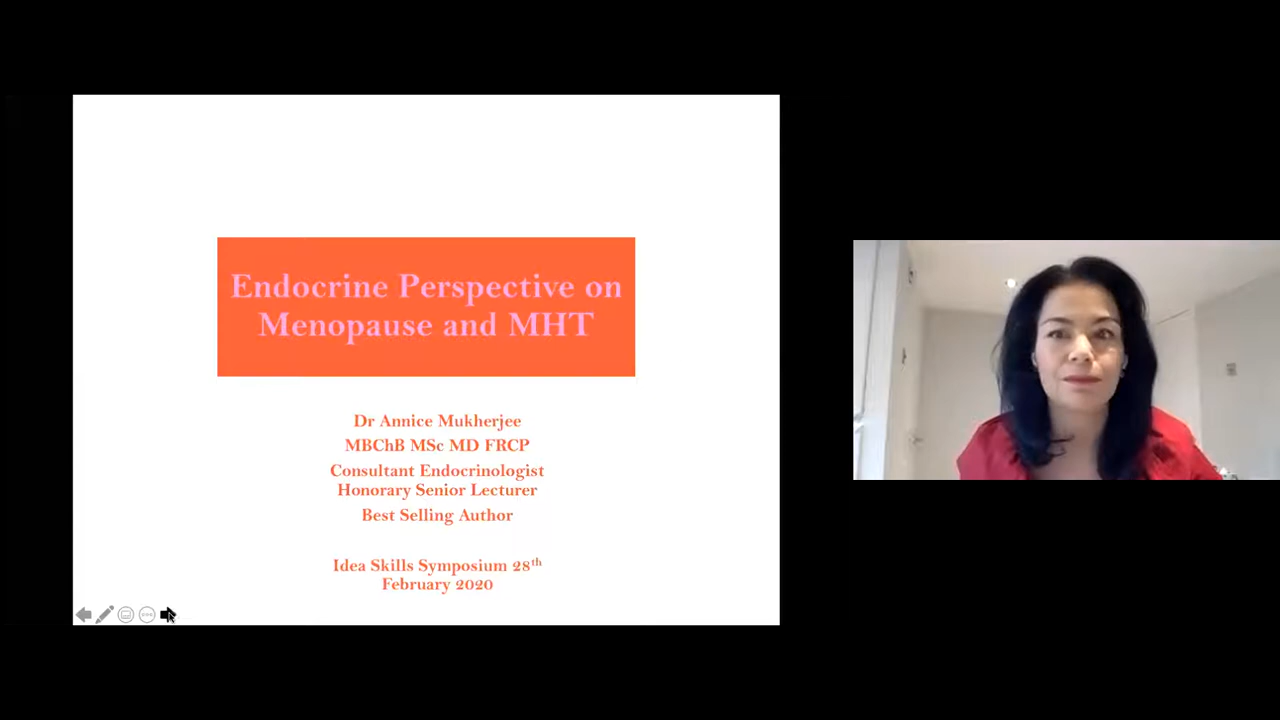 Endocrine Perspective on
Menopause and MHT
Dr Annice Mukherjee
MBChB MSc MD FRCP
Consultant Endocrinologist
Honorary Senior Lecturer
Best Selling Author
Idea Skills Symposium 28th
February 2020